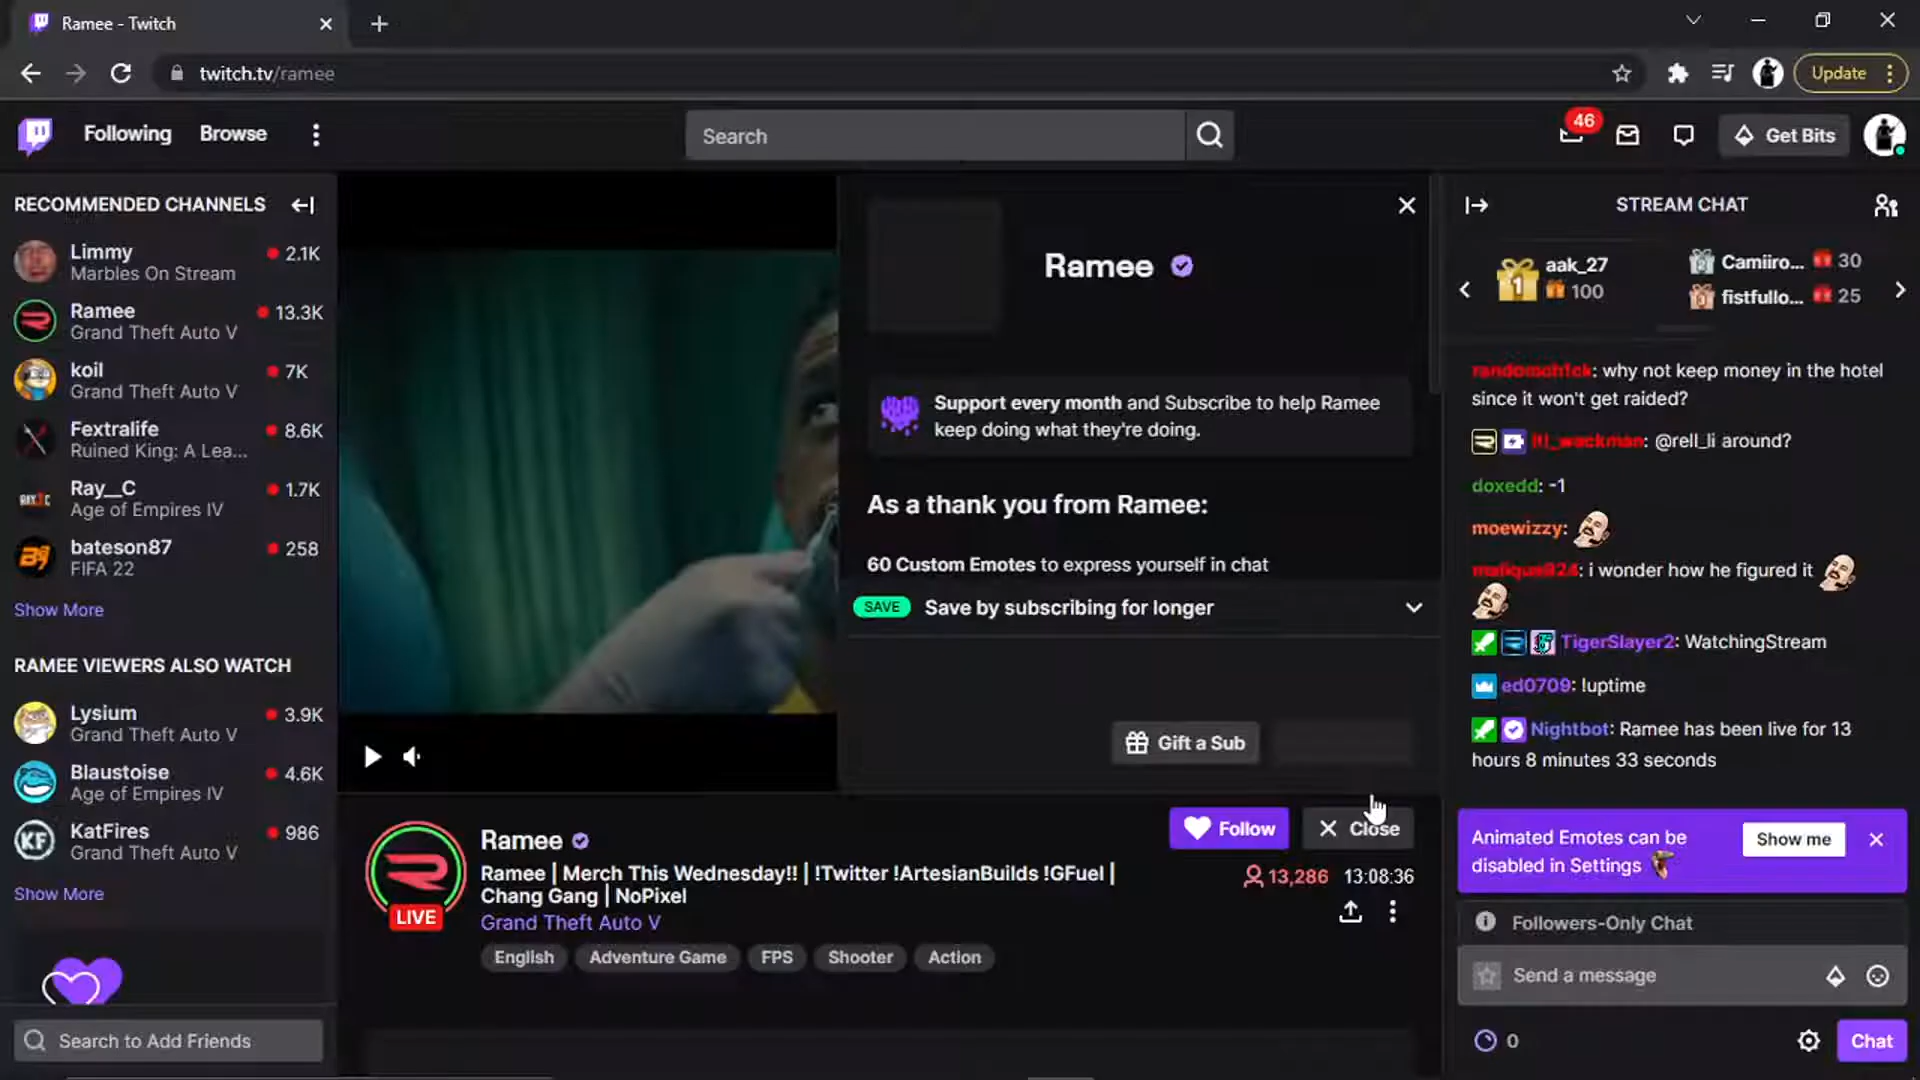 Ramee - Twitch
twitch.tv/ramee
Update
Following
Browse
Search
46
Get Bits
RECOMMENDED CHANNELS
Limmy
2.1K
Marbles On Stream
Ramee
13.3K
Grand Theft Auto V
koil
7K
Grand Theft Auto V
Fextralife
8.6K
Ruined King: A Lea...
Ray__C
1.7K
Age of Empires IV
bateson87
258
FIFA 22
Show More
RAMEE VIEWERS ALSO WATCH
Lysium
3.9K
Grand Theft Auto V
Blaustoise
4.6K
Age of Empires IV
KF
KatFires
986
Grand Theft Auto V
Show More
Search to Add Friends
Ramee
Support every month and Subscribe to help Ramee
keep doing what they're doing.
As a thank you from Ramee:
60 Custom Emotes to express yourself in chat
SAVE
Save by subscribing for longer
Gift a Sub
Follow
Close
Ramee
Ramee | Merch This Wednesday!! | !Twitter !ArtesianBuilds !GFuel |
Chang Gang | NoPixel
Grand Theft Auto V
LIVE
13,286
13:08:36
English
Adventure Game
FPS
Shooter
Action
STREAM CHAT
1
aak_27
100
Camiiro...
30
fistfullo...
25
: why not keep money in the hotel
since it won't get raided?
: @rell_li around?
doxedd: -1
moewizzy:
: i wonder how he figured it
TigerSlayer2: WatchingStream
ed0709: !uptime
Nightbot: Ramee has been live for 13
hours 8 minutes 33 seconds
Animated Emotes can be
disabled in Settings
Show me
Followers-Only Chat
Send a message
0
Chat